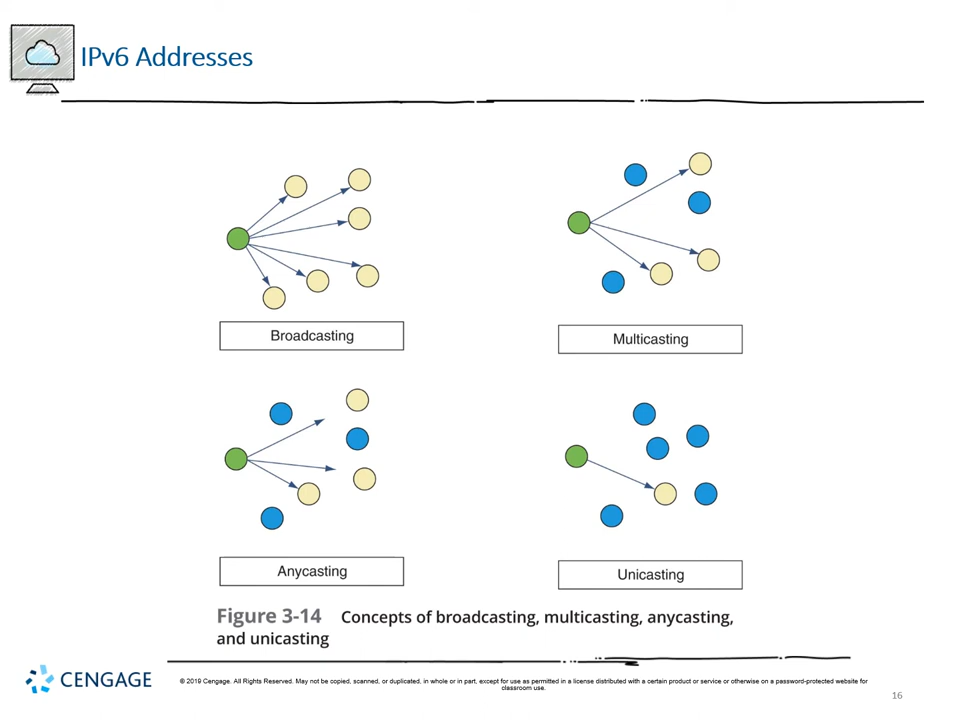 IPv6 Addresses
Broadcasting
Multicasting
Anycasting
Unicasting
Figure 3-14 Concepts of broadcasting, multicasting, anycasting,
and unicasting
CENGAGE
© 2019 Cengage. All Rights Reserved. May not be copied, scanned, or duplicated, in whole or in part, except for use as permitted in a license distributed with a certain product or service or otherwise on a password-protected website for
classroom use.
16